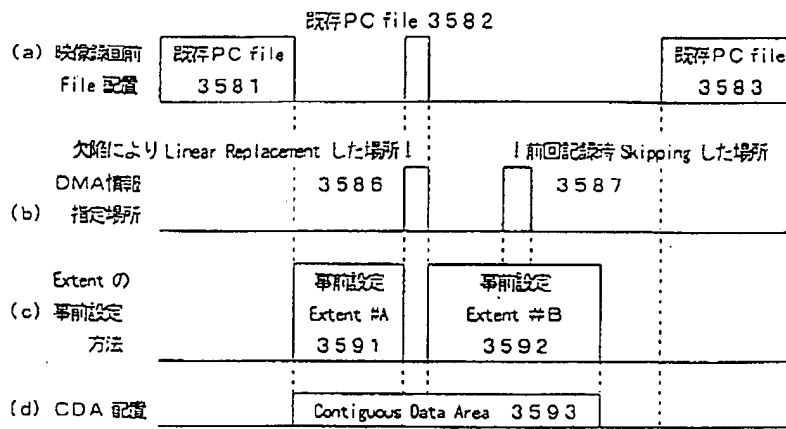 既存PC file 3582
(a) 映像録画前 File 配置
既存PC file 3581
既存PC file 3583
欠陥により Linear Replacement した場所!
!前回記録時 Skipping した場所
(b) DMA情報 指定場所
3586
3587
(c) Extent の 事前設定 方法
事前設定 Extent #A 3591
事前設定 Extent #B 3592
(d) CDA 配置
Contiguous Data Area 3593